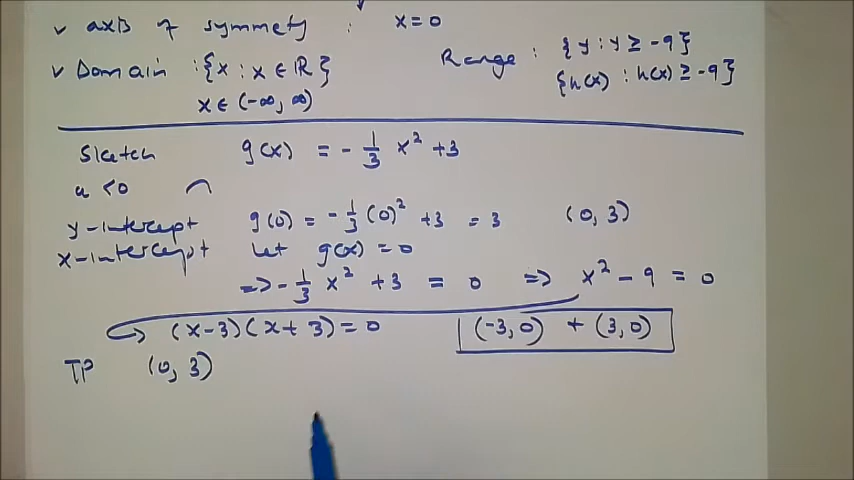 ✓ axis of symmetry : x=0
✓ Domain : {x : x ∈ ℝ}
x ∈ (-∞, ∞)
Range : {y : y ≥ -9}
{h(x) : h(x) ≥ -9}
Sketch g(x) = -1/3 x² + 3
a < 0 ⌒
y-intercept g(0) = -1/3 (0)² + 3 = 3 (0, 3)
x-intercept let g(x) = 0
=> -1/3 x² + 3 = 0 => x² - 9 = 0
(x-3)(x+3) = 0 (-3, 0) + (3, 0)
TP (0, 3)